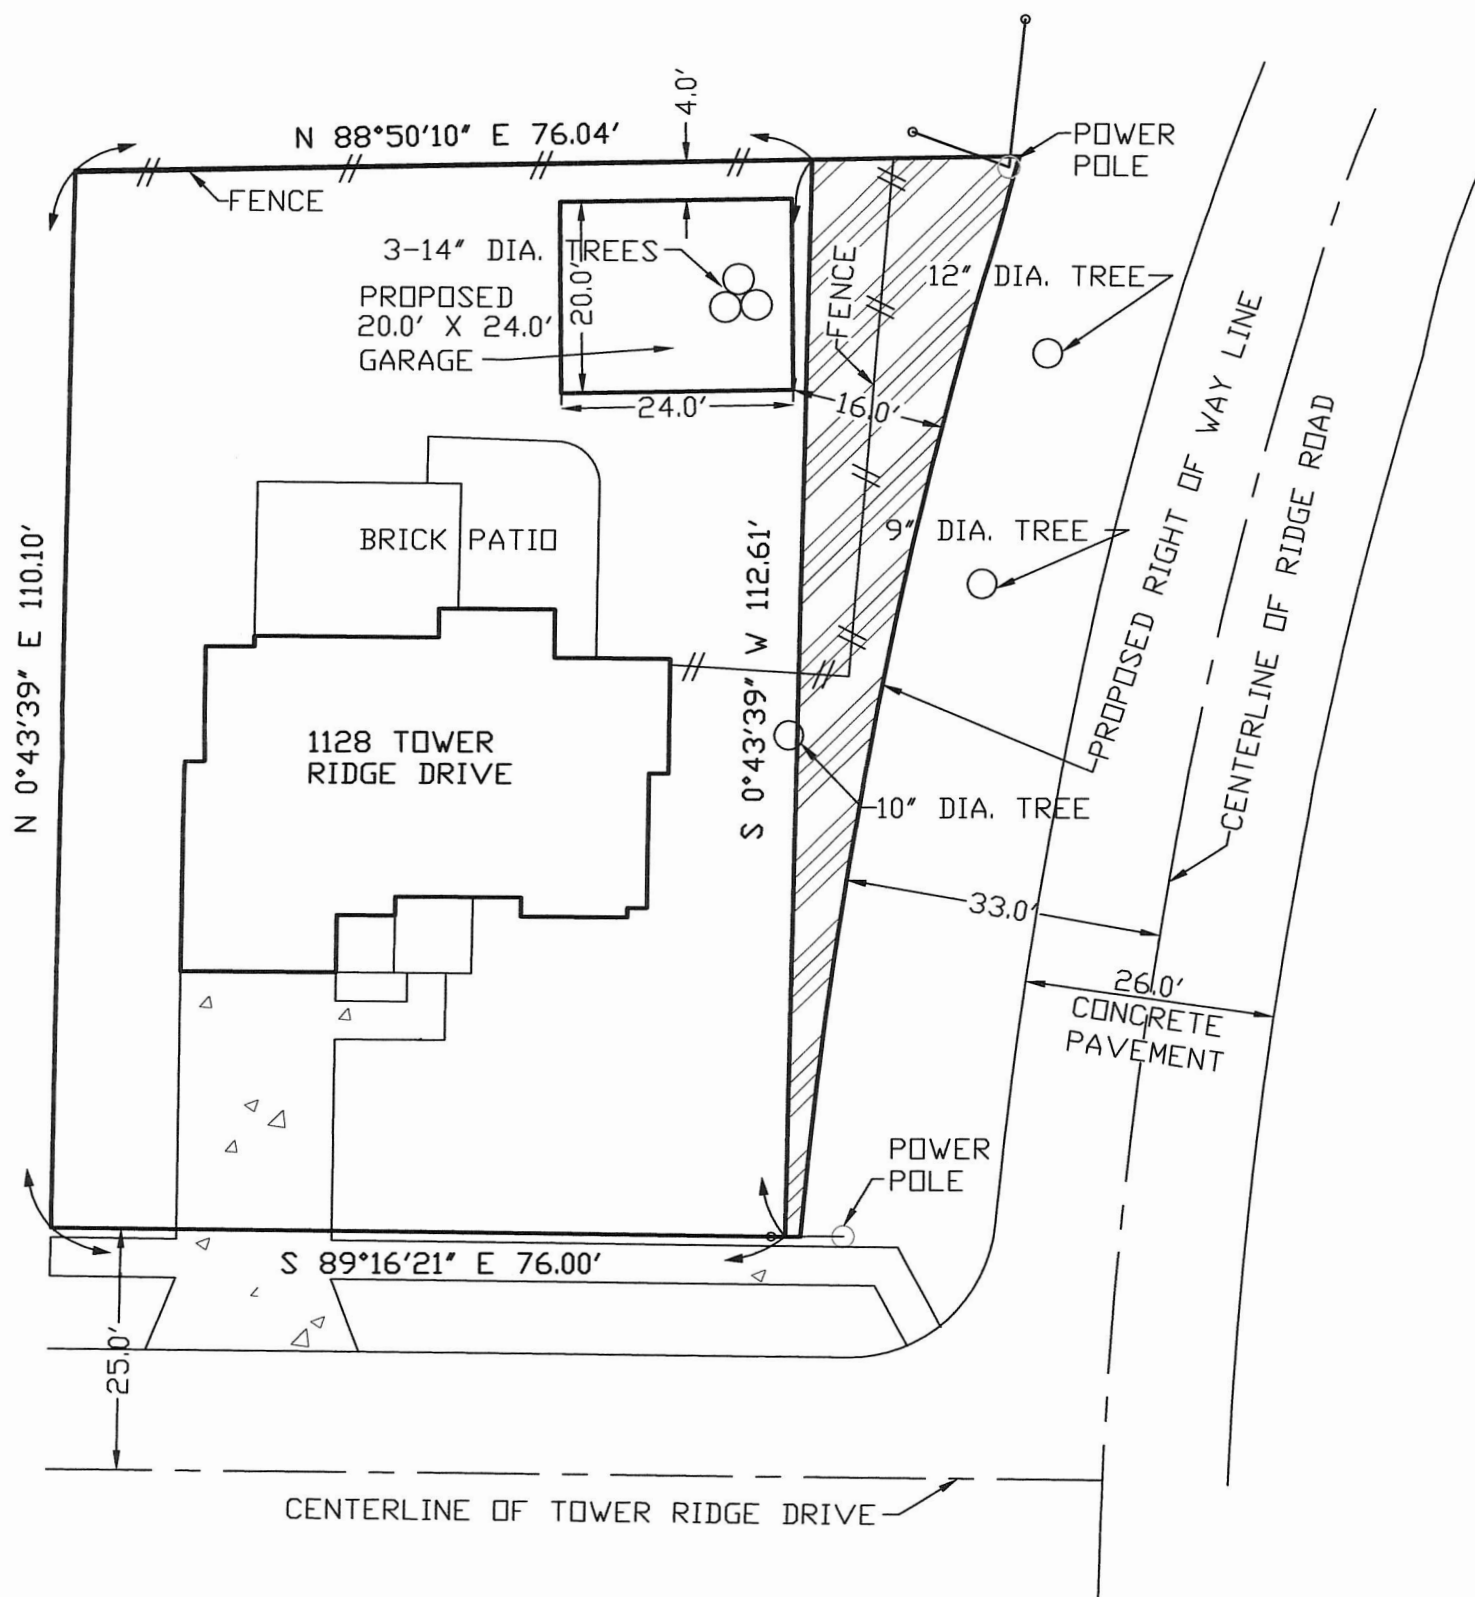 4.0'
N 88°50'10" E 76.04'
POWER
POLE
FENCE
3-14" DIA. TREES
12" DIA. TREE
PROPOSED
20.0' X 24.0'
GARAGE
20.0'
FENCE
24.0'
16.0'
PROPOSED RIGHT OF WAY LINE
CENTERLINE OF RIDGE ROAD
BRICK PATIO
9" DIA. TREE
N 0°43'39" E 110.10'
S 0°43'39" W 112.61'
1128 TOWER
RIDGE DRIVE
10" DIA. TREE
33.0'
26.0'
CONCRETE
PAVEMENT
POWER
POLE
S 89°16'21" E 76.00'
25.0'
CENTERLINE OF TOWER RIDGE DRIVE